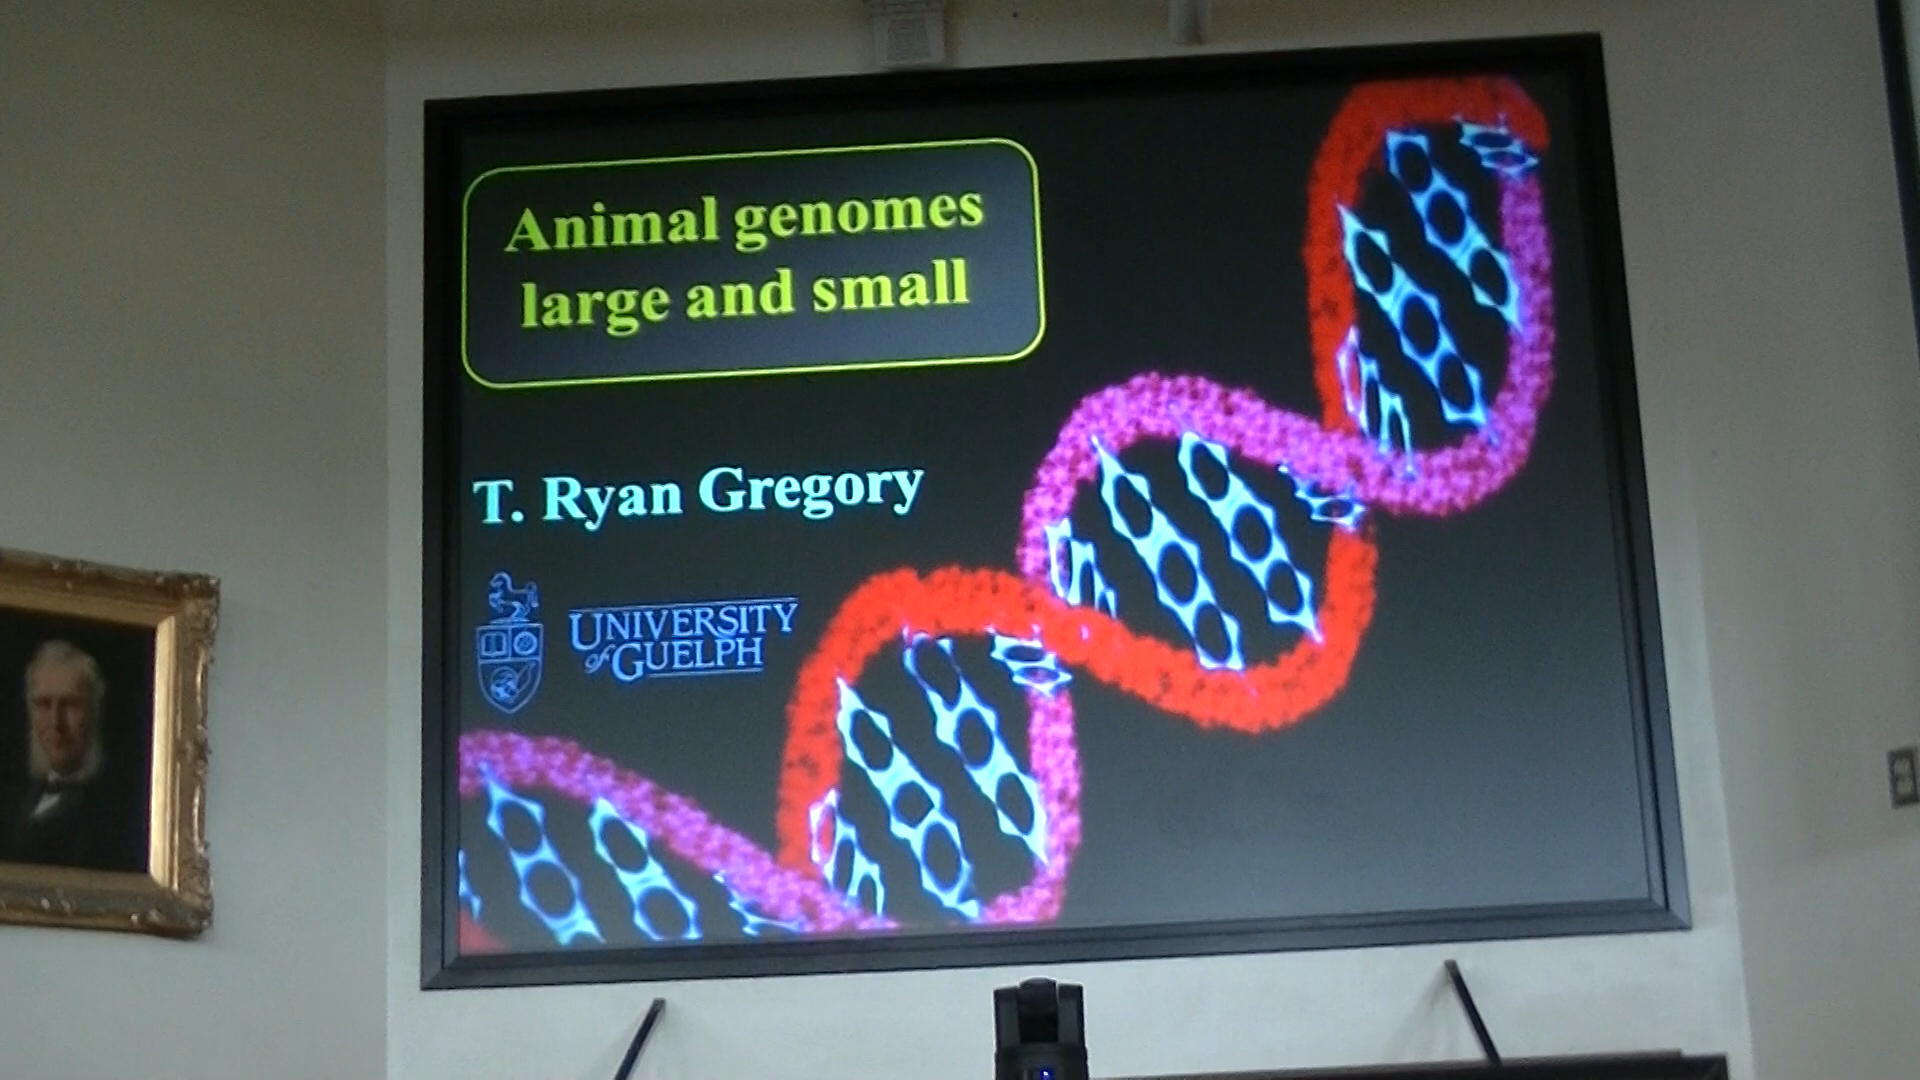 Animal genomes
large and small
T. Ryan Gregory
UNIVERSITY
of GUELPH